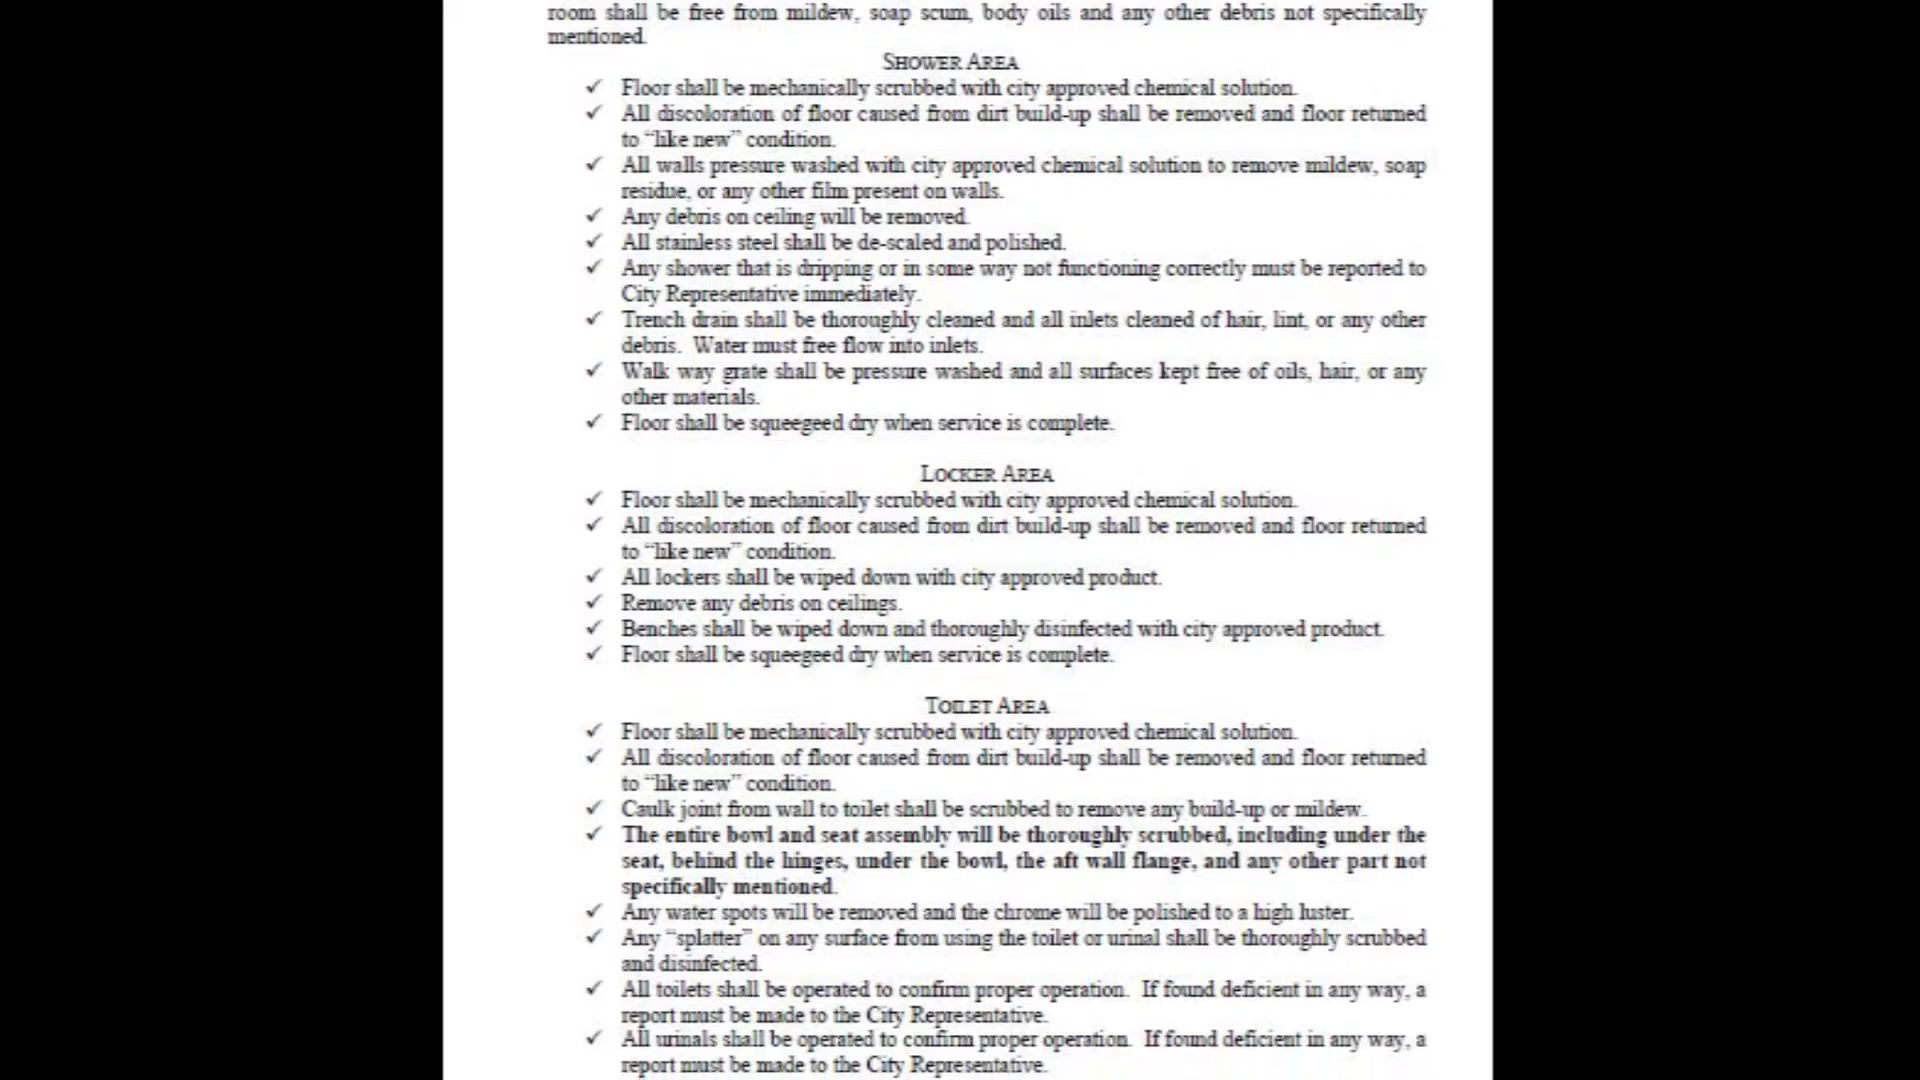 room shall be free from mildew, soap scum, body oils and any other debris not specifically
mentioned.
SHOWER AREA
✓ Floor shall be mechanically scrubbed with city approved chemical solution.
✓ All discoloration of floor caused from dirt build-up shall be removed and floor returned
to “like new” condition.
✓ All walls pressure washed with city approved chemical solution to remove mildew, soap
residue, or any other film present on walls.
✓ Any debris on ceiling will be removed.
✓ All stainless steel shall be de-scaled and polished.
✓ Any shower that is dripping or in some way not functioning correctly must be reported to
City Representative immediately.
✓ Trench drain shall be thoroughly cleaned and all inlets cleaned of hair, lint, or any other
debris. Water must free flow into inlets.
✓ Walk way grate shall be pressure washed and all surfaces kept free of oils, hair, or any
other materials.
✓ Floor shall be squeegeed dry when service is complete.
LOCKER AREA
✓ Floor shall be mechanically scrubbed with city approved chemical solution.
✓ All discoloration of floor caused from dirt build-up shall be removed and floor returned
to “like new” condition.
✓ All lockers shall be wiped down with city approved product.
✓ Remove any debris on ceilings.
✓ Benches shall be wiped down and thoroughly disinfected with city approved product.
✓ Floor shall be squeegeed dry when service is complete.
TOILET AREA
✓ Floor shall be mechanically scrubbed with city approved chemical solution.
✓ All discoloration of floor caused from dirt build-up shall be removed and floor returned
to “like new” condition.
✓ Caulk joint from wall to toilet shall be scrubbed to remove any build-up or mildew.
✓ The entire bowl and seat assembly will be thoroughly scrubbed, including under the
seat, behind the hinges, under the bowl, the aft wall flange, and any other part not
specifically mentioned.
✓ Any water spots will be removed and the chrome will be polished to a high luster.
✓ Any “splatter” on any surface from using the toilet or urinal shall be thoroughly scrubbed
and disinfected.
✓ All toilets shall be operated to confirm proper operation. If found deficient in any way, a
report must be made to the City Representative.
✓ All urinals shall be operated to confirm proper operation. If found deficient in any way, a
report must be made to the City Representative.